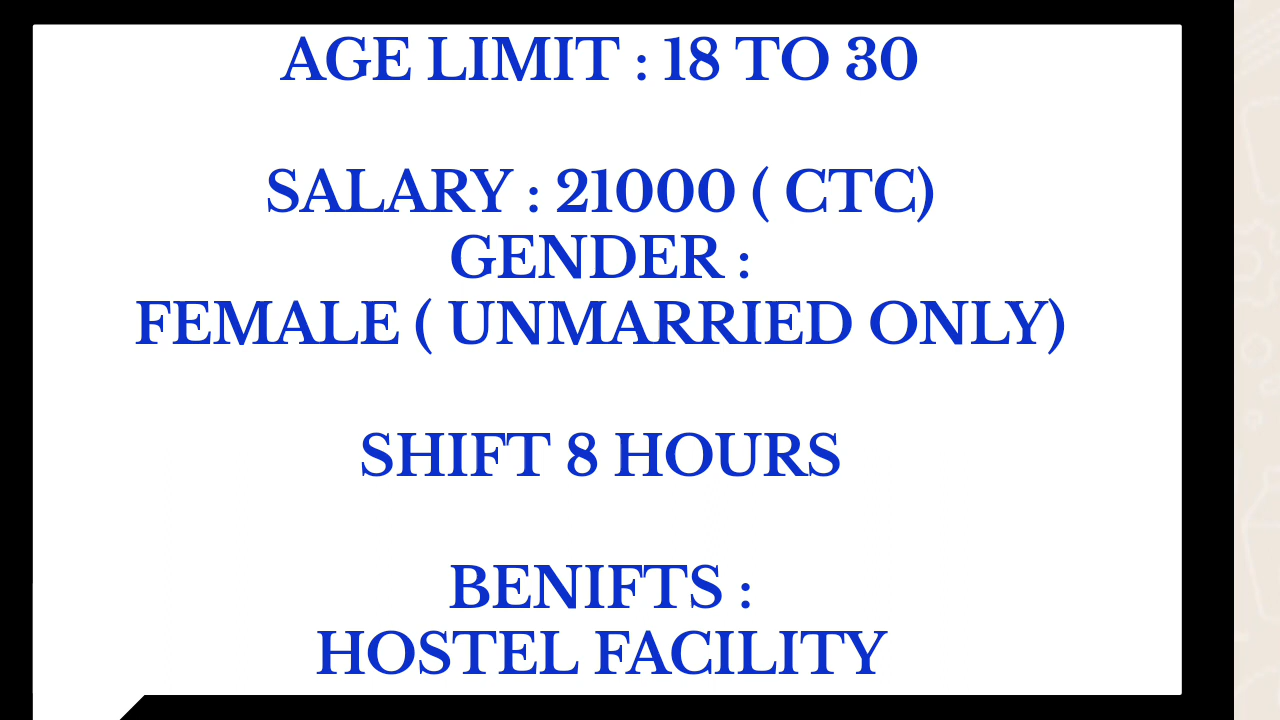 AGE LIMIT : 18 TO 30
SALARY : 21000 ( CTC)
GENDER :
FEMALE ( UNMARRIED ONLY)
SHIFT 8 HOURS
BENIFTS :
HOSTEL FACILITY